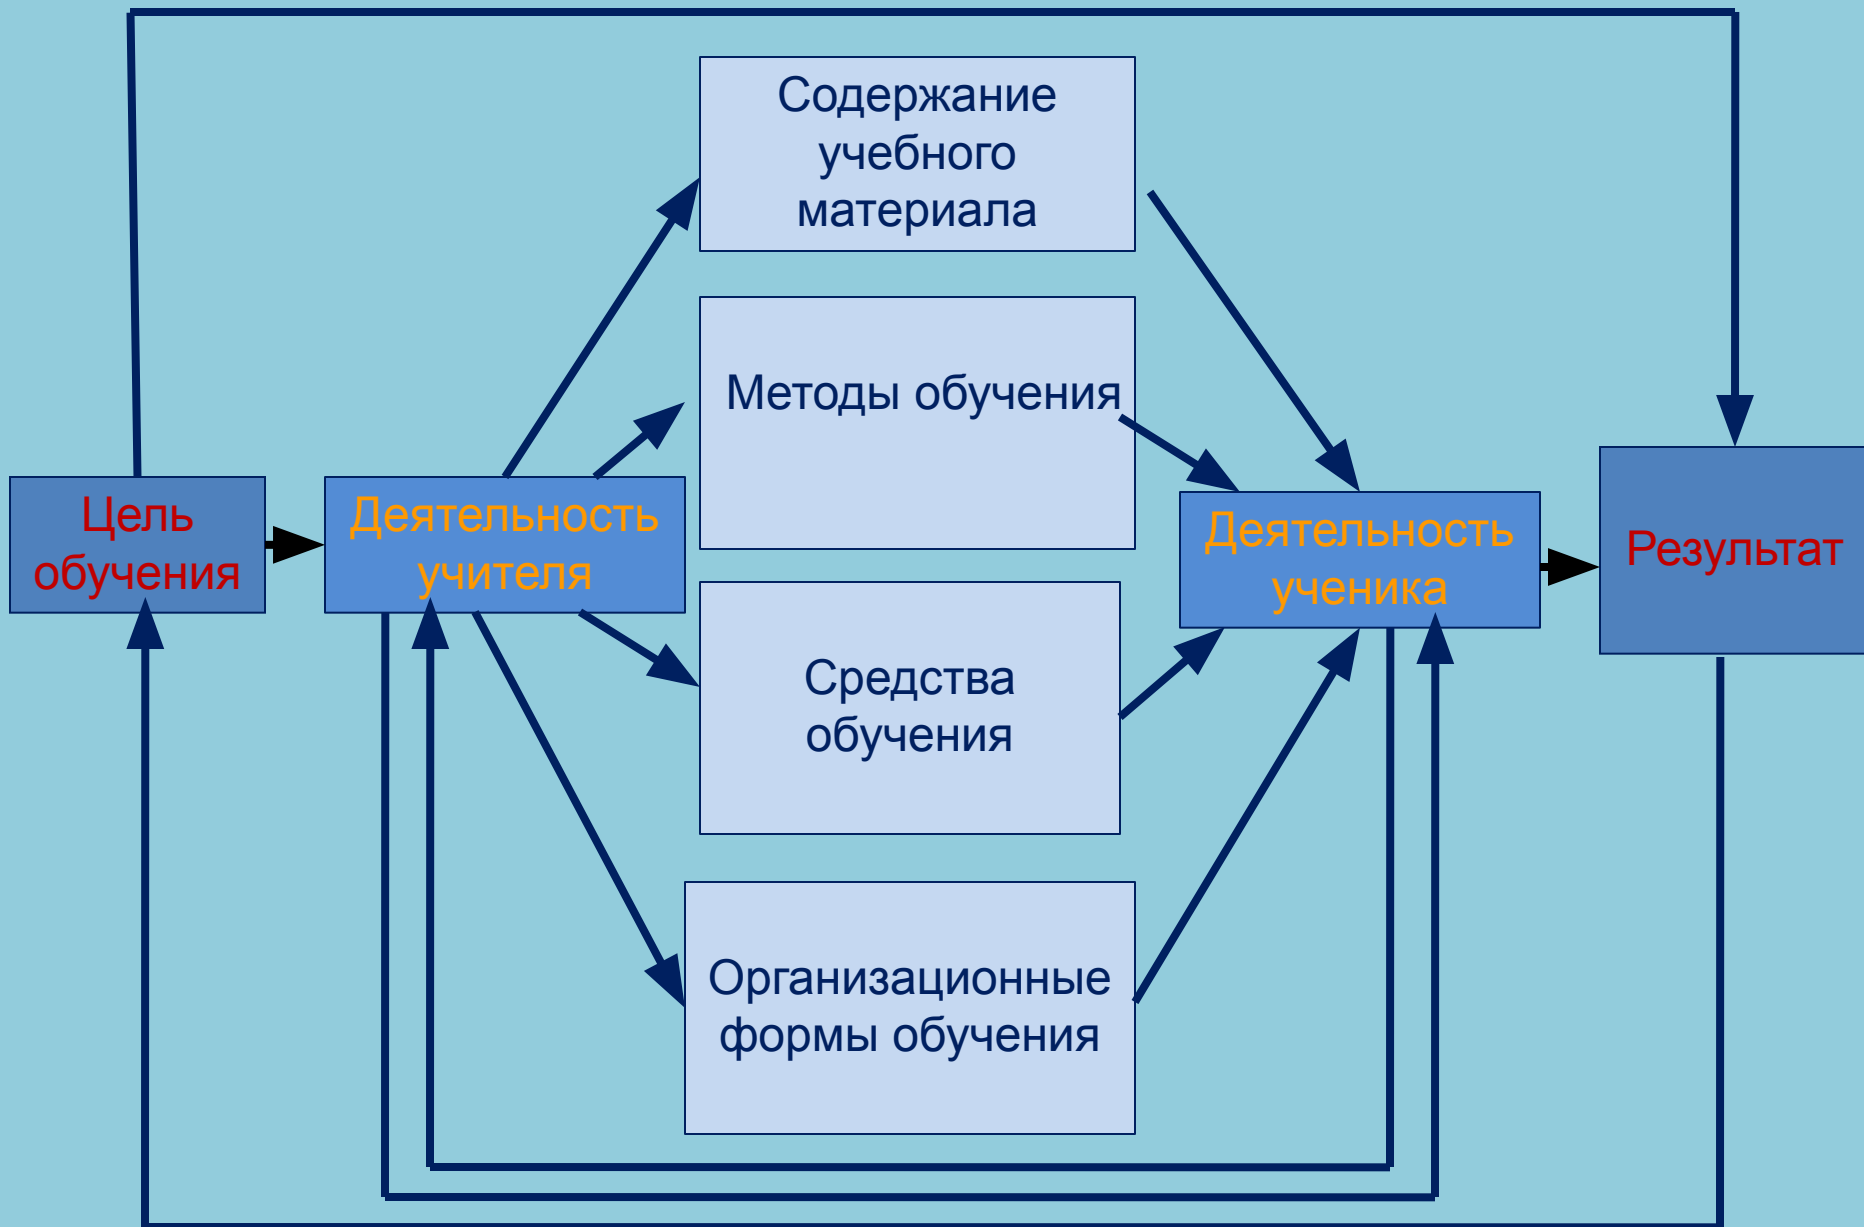 Содержание
учебного
материала
Методы обучения
Цель
обучения
Деятельность
учителя
Деятельность
ученика
Результат
Средства
обучения
Организационные
формы обучения